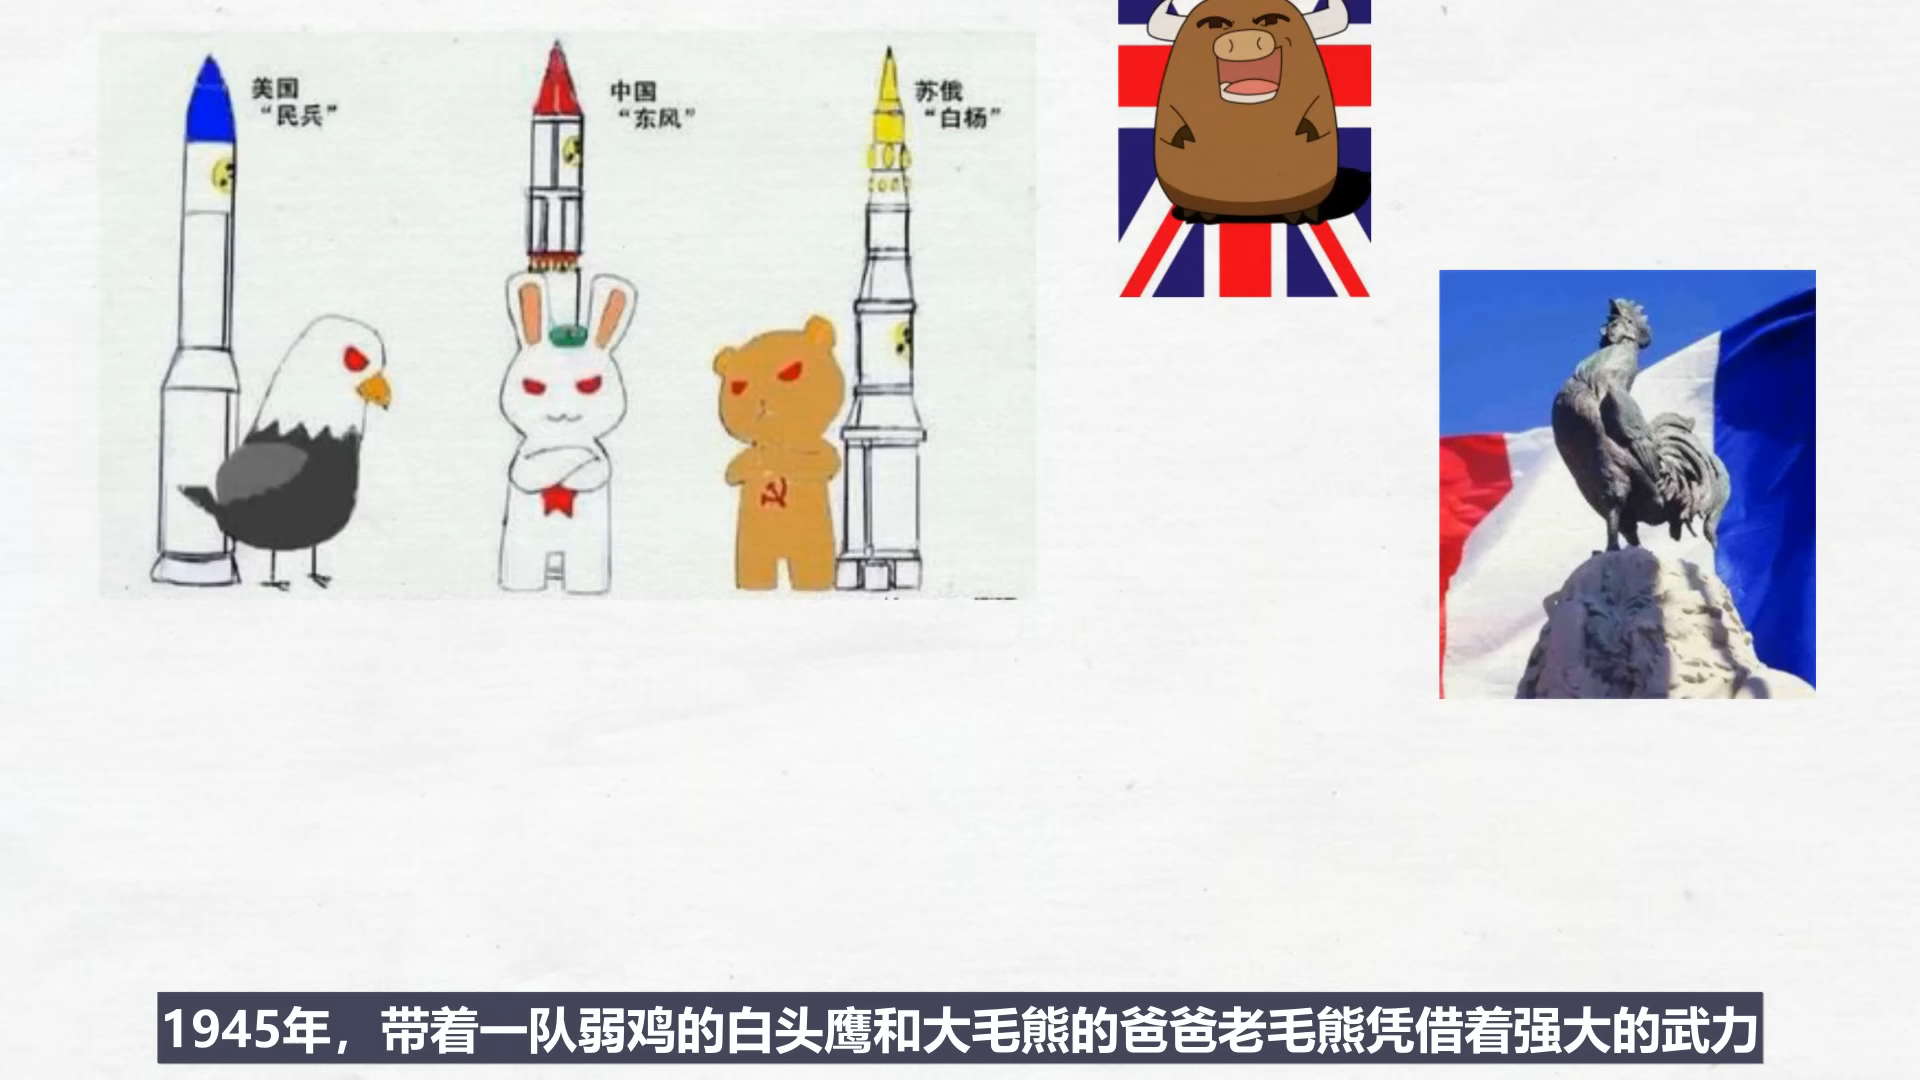 美国
“民兵”
中国
“东风”
苏俄
“白杨”
1945年，带着一队弱鸡的白头鹰和大毛熊的爸爸老毛熊凭借着强大的武力